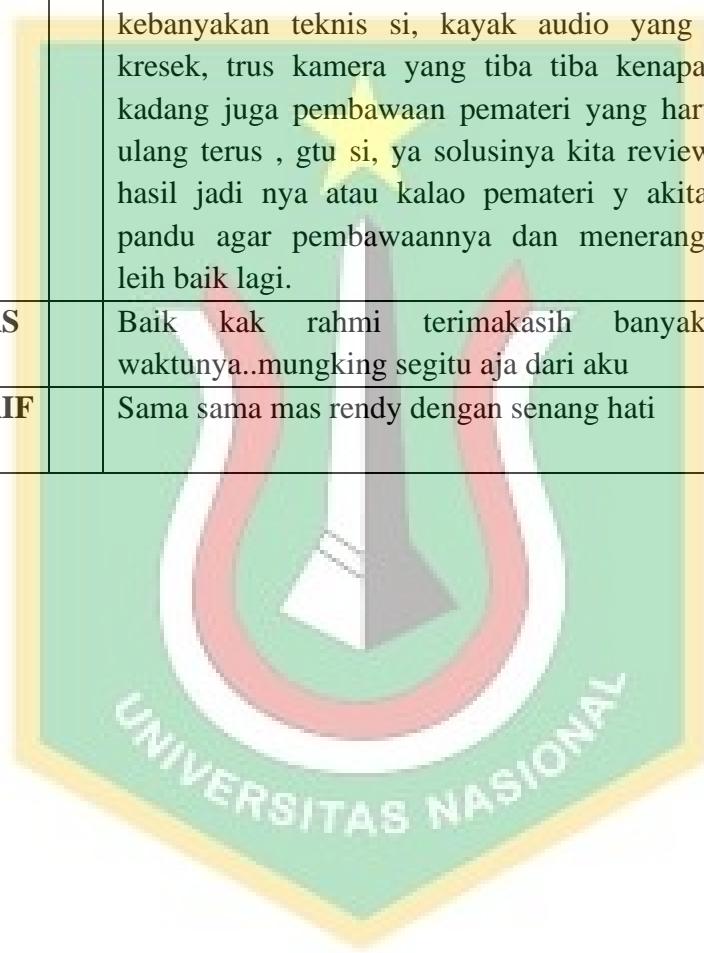 kebanyakan teknis si, kayak audio yang
kresek, trus kamera yang tiba tiba kenapa
kadang juga pembawaan pemateri yang har
ulang terus , gtu si, ya solusinya kita review
hasil jadi nya atau kalao pemateri y akita
pandu agar pembawaannya dan menerang
leih baik lagi.
AS Baik kak rahmi terimakasih banyak
waktunya..mungking segitu aja dari aku
RIF Sama sama mas rendy dengan senang hati
UNIVERSITAS NASIONAL